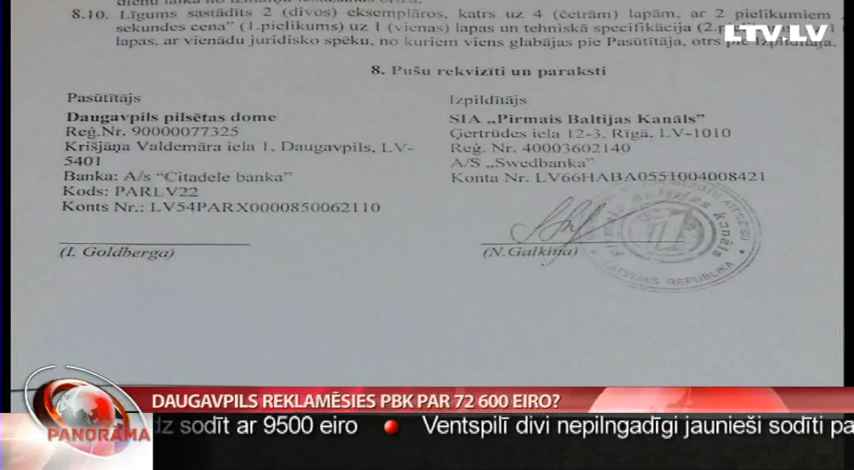 LTV.LV
8.10. Līgums sastādīts 2 (divos) eksemplāros, katrs uz 4 (četrām) lapām, ar 2 pielikumiem
sekundes cena" (1.pielikums) uz 1 (vienas) lapas un tehniskā specifikācija (2.
lapas, ar vienādu juridisko spēku, no kuriem viens glabājas pie Pasūtītāja, otrs pie Izpildītāja.
8. Pušu rekvizīti un paraksti
Pasūtītājs
Daugavpils pilsētas dome
Reģ.Nr. 90000077325
Krišjāņa Valdemāra iela 1, Daugavpils, LV-
5401
Banka: A/s "Citadele banka"
Kods: PARLV22
Konts Nr.: LV54PARX0000850062110
(I. Goldberga)
Izpildītājs
SIA „Pirmais Baltijas Kanāls"
Ģertrūdes iela 12-3, Rīgā, LV-1010
Reģ. Nr. 40003602140
A/S „Swedbanka"
Konta Nr. LV66HABA0551004008421
(N.Galkina)
LATVIJAS REPUBLIKA
DAUGAVPILS REKLAMĒSIES PBK PAR 72 600 EIRO?
PANORĀMA
dz sodīt ar 9500 eiro • Ventspilī divi nepilngadīgi jaunieši sodīti pa